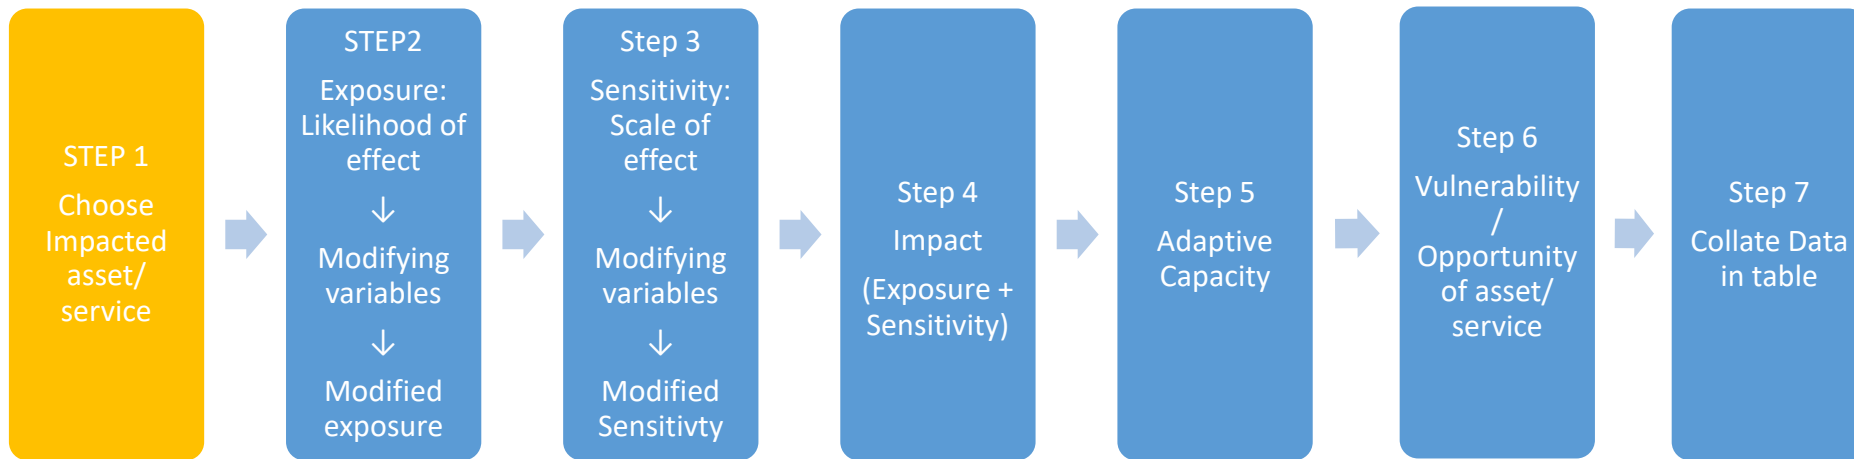 STEP 1
Choose
Impacted
asset/
service
STEP2
Exposure:
Likelihood of
effect
↓
Modifying
variables
↓
Modified
exposure
Step 3
Sensitivity:
Scale of
effect
↓
Modifying
variables
↓
Modified
Sensitivty
Step 4
Impact
(Exposure +
Sensitivity)
Step 5
Adaptive
Capacity
Step 6
Vulnerability
/
Opportunity
of asset/
service
Step 7
Collate Data
in table